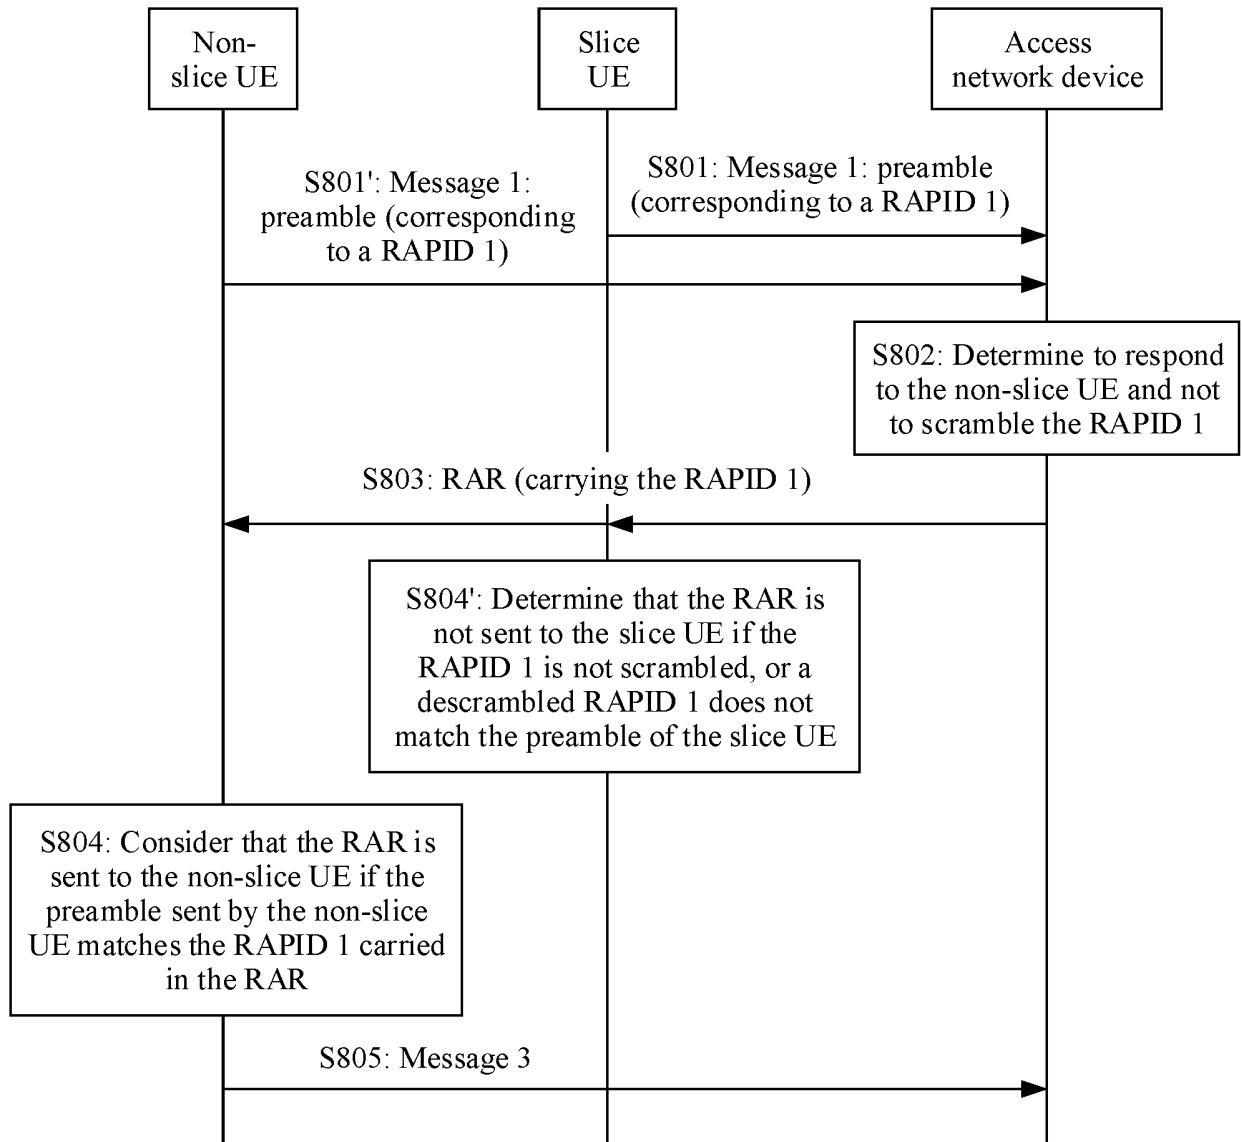 Non-
slice UE
Slice
UE
Access
network device
S801': Message 1:
preamble (corresponding
to a RAPID 1)
S801: Message 1: preamble
(corresponding to a RAPID 1)
S802: Determine to respond
to the non-slice UE and not
to scramble the RAPID 1
S803: RAR (carrying the RAPID 1)
S804': Determine that the RAR is
not sent to the slice UE if the
RAPID 1 is not scrambled, or a
descrambled RAPID 1 does not
match the preamble of the slice UE
S804: Consider that the RAR is
sent to the non-slice UE if the
preamble sent by the non-slice
UE matches the RAPID 1 carried
in the RAR
S805: Message 3